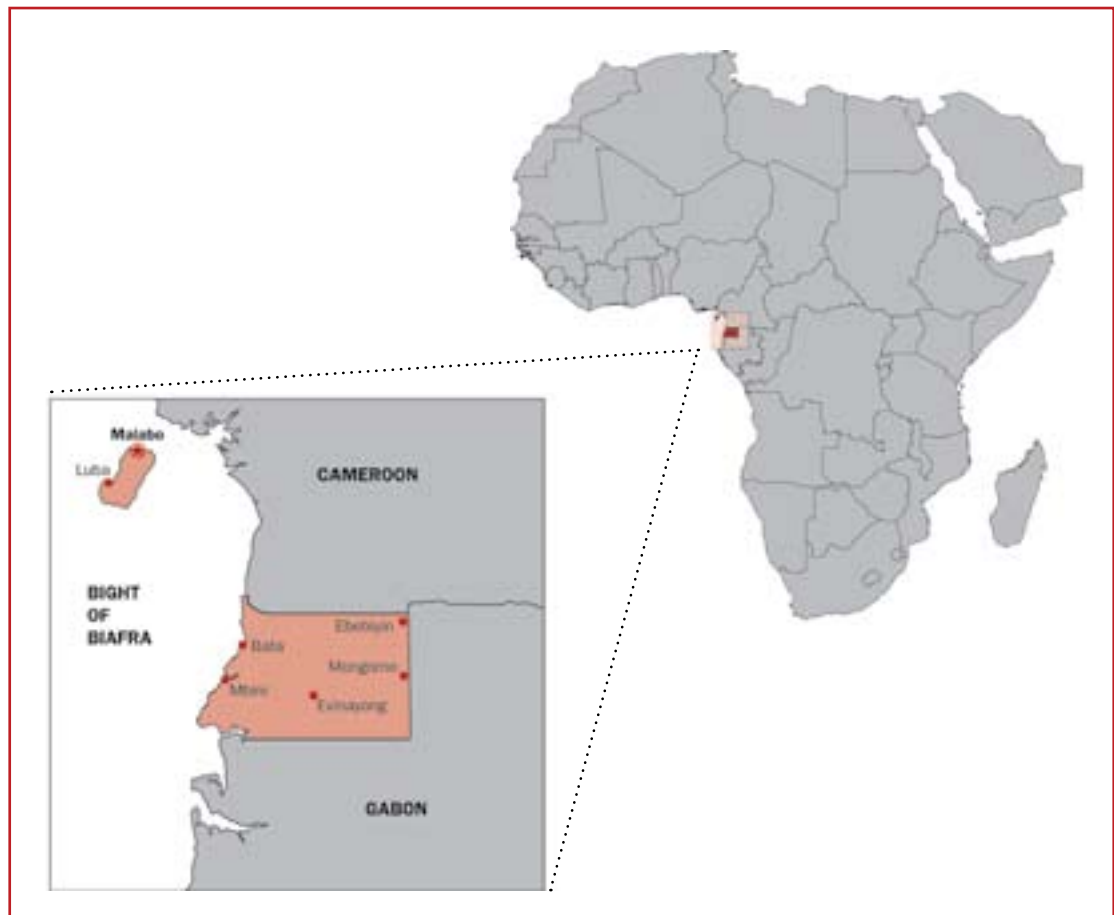 Malabo
Luba
CAMEROON
BIGHT
OF
BIAFRA
Ebebiyin
Bata
Mongomo
Mbini
Evinayong
GABON